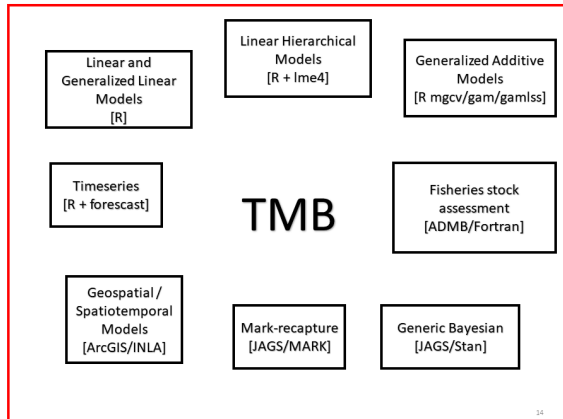 Linear Hierarchical
Models
[R + lme4]
Linear and
Generalized Linear
Models
[R]
Generalized Additive
Models
[R mgcv/gam/gamlss]
Timeseries
[R + forescast]
TMB
Fisheries stock
assessment
[ADMB/Fortran]
Geospatial /
Spatiotemporal
Models
[ArcGIS/INLA]
Mark-recapture
[JAGS/MARK]
Generic Bayesian
[JAGS/Stan]
14